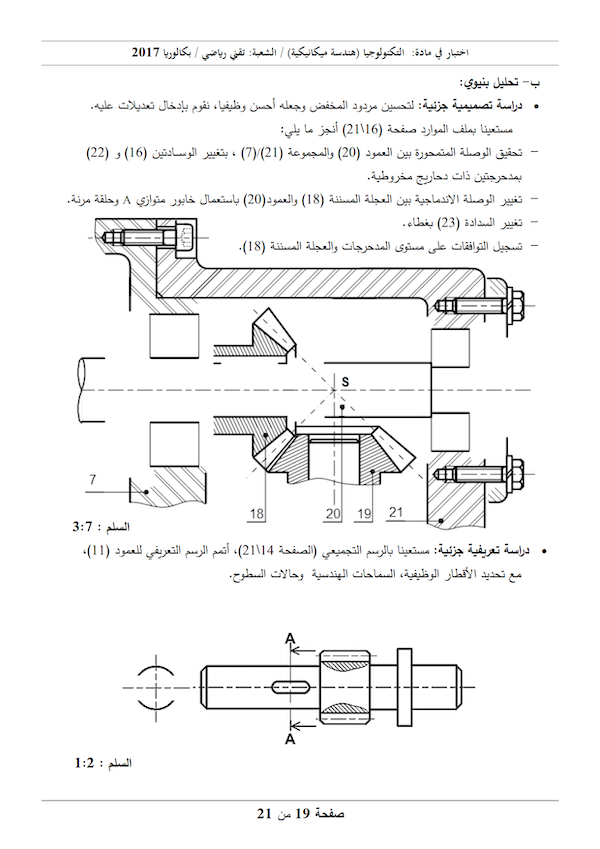 اختبار في مادة: التكنولوجيا (هندسة ميكانيكية) / الشعبة: تقني رياضي / بكالوريا 2017
ب- تحليل بنيوي:
• دراسة تصميمية جزئية: لتحسين مردود المخفض وجعله أحسن وظيفيا، نقوم بإدخال تعديلات عليه.
مستعينا بملف الموارد صفحة (16\21) أنجز ما يلي:
− تحقيق الوصلة المتمحورة بين العمود (20) والمجموعة (21)/(7) ، بتغيير الوسادتين (16) و (22)
بمدحرجتين ذات دحاريج مخروطية.
− تغيير الوصلة الاندماجية بين العجلة المسننة (18) والعمود(20) باستعمال خابور متوازي A وحلقة مرنة.
− تغيير السدادة (23) بغطاء.
− تسجيل التوافقات على مستوى المدحرجات والعجلة المسننة (18).
S
7
18
20
19
21
السلم : 3:7
• دراسة تعريفية جزئية: مستعينا بالرسم التجميعي (الصفحة 14\21)، أتمم الرسم التعريفي للعمود (11)،
مع تحديد الأقطار الوظيفية، السماحات الهندسية وحالات السطوح.
A
A
السلم : 1:2
صفحة 19 من 21